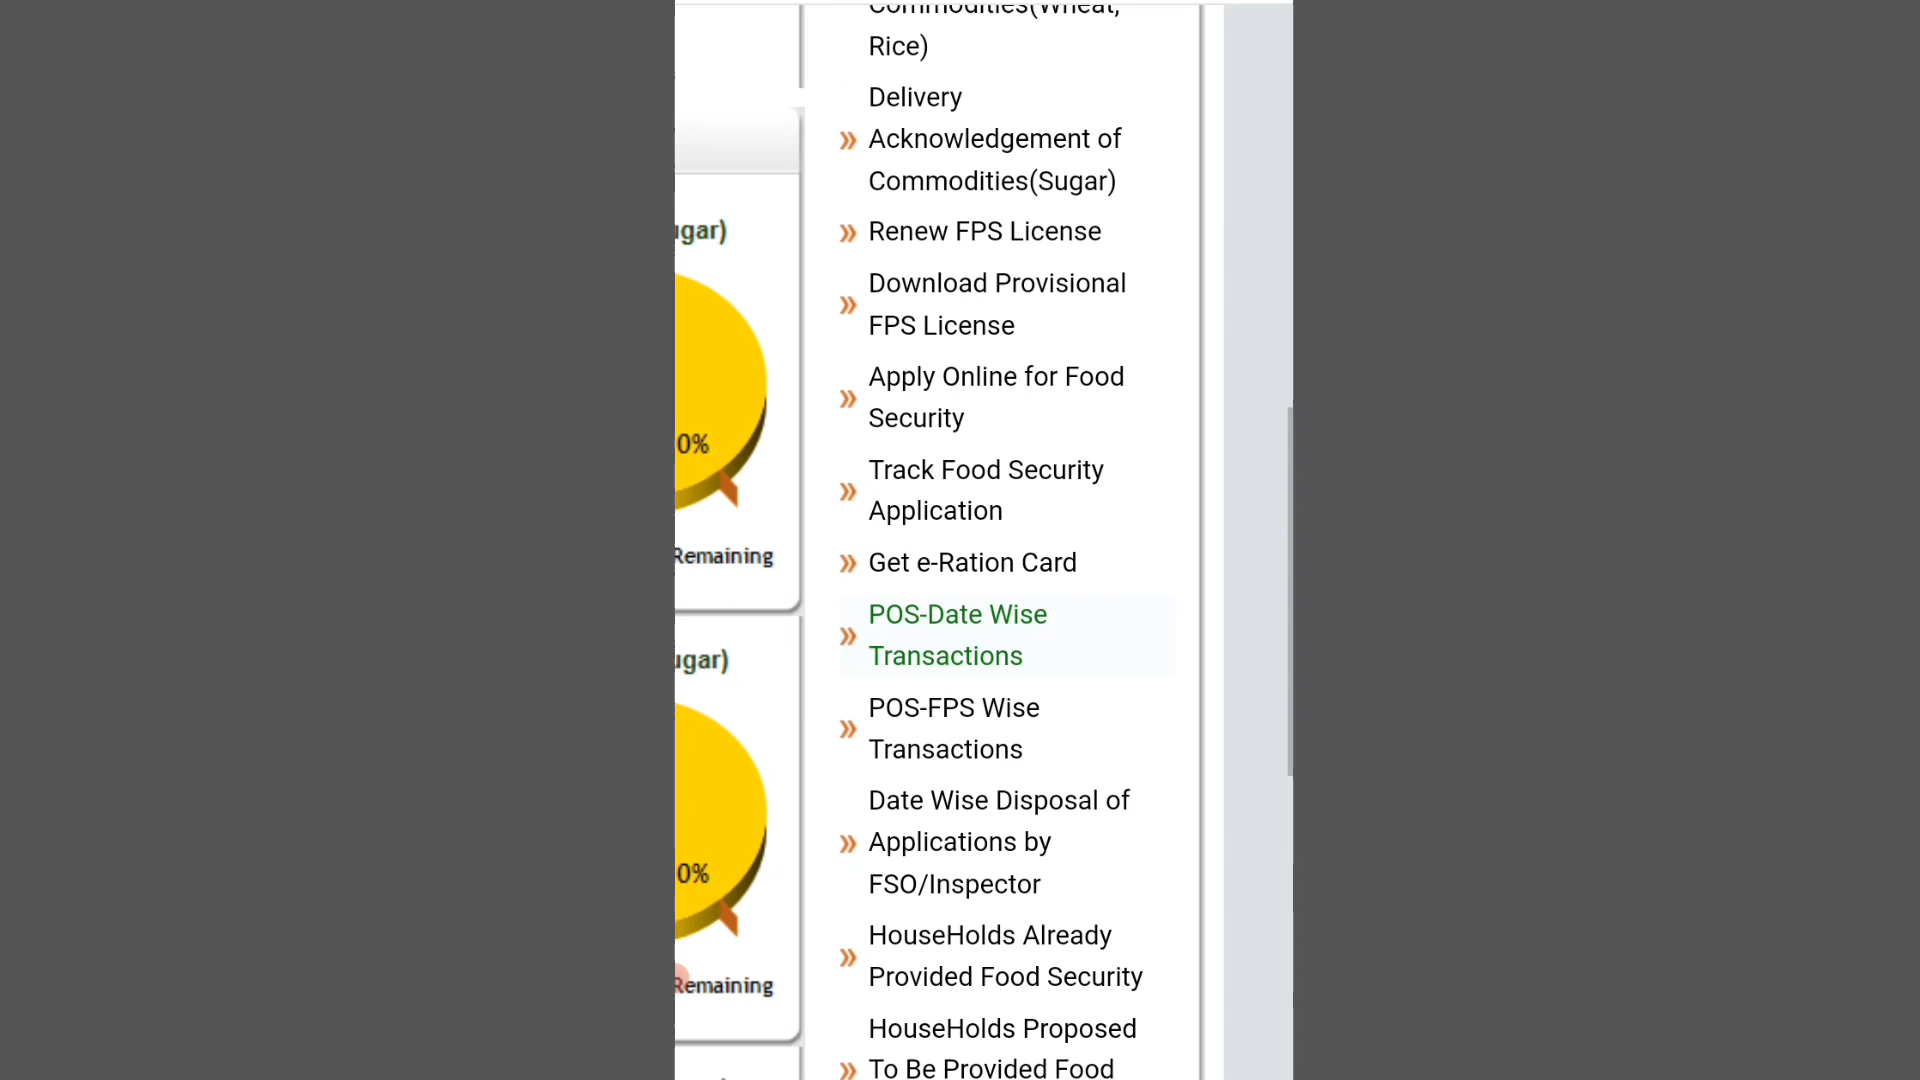 Commodities(Wheat,
Rice)
Delivery
Acknowledgement of
Commodities(Sugar)
Renew FPS License
Download Provisional
FPS License
Apply Online for Food
Security
Track Food Security
Application
Get e-Ration Card
POS-Date Wise
Transactions
POS-FPS Wise
Transactions
Date Wise Disposal of
Applications by
FSO/Inspector
HouseHolds Already
Provided Food Security
HouseHolds Proposed
To Be Provided Food
ugar)
0%
Remaining
ugar)
0%
Remaining